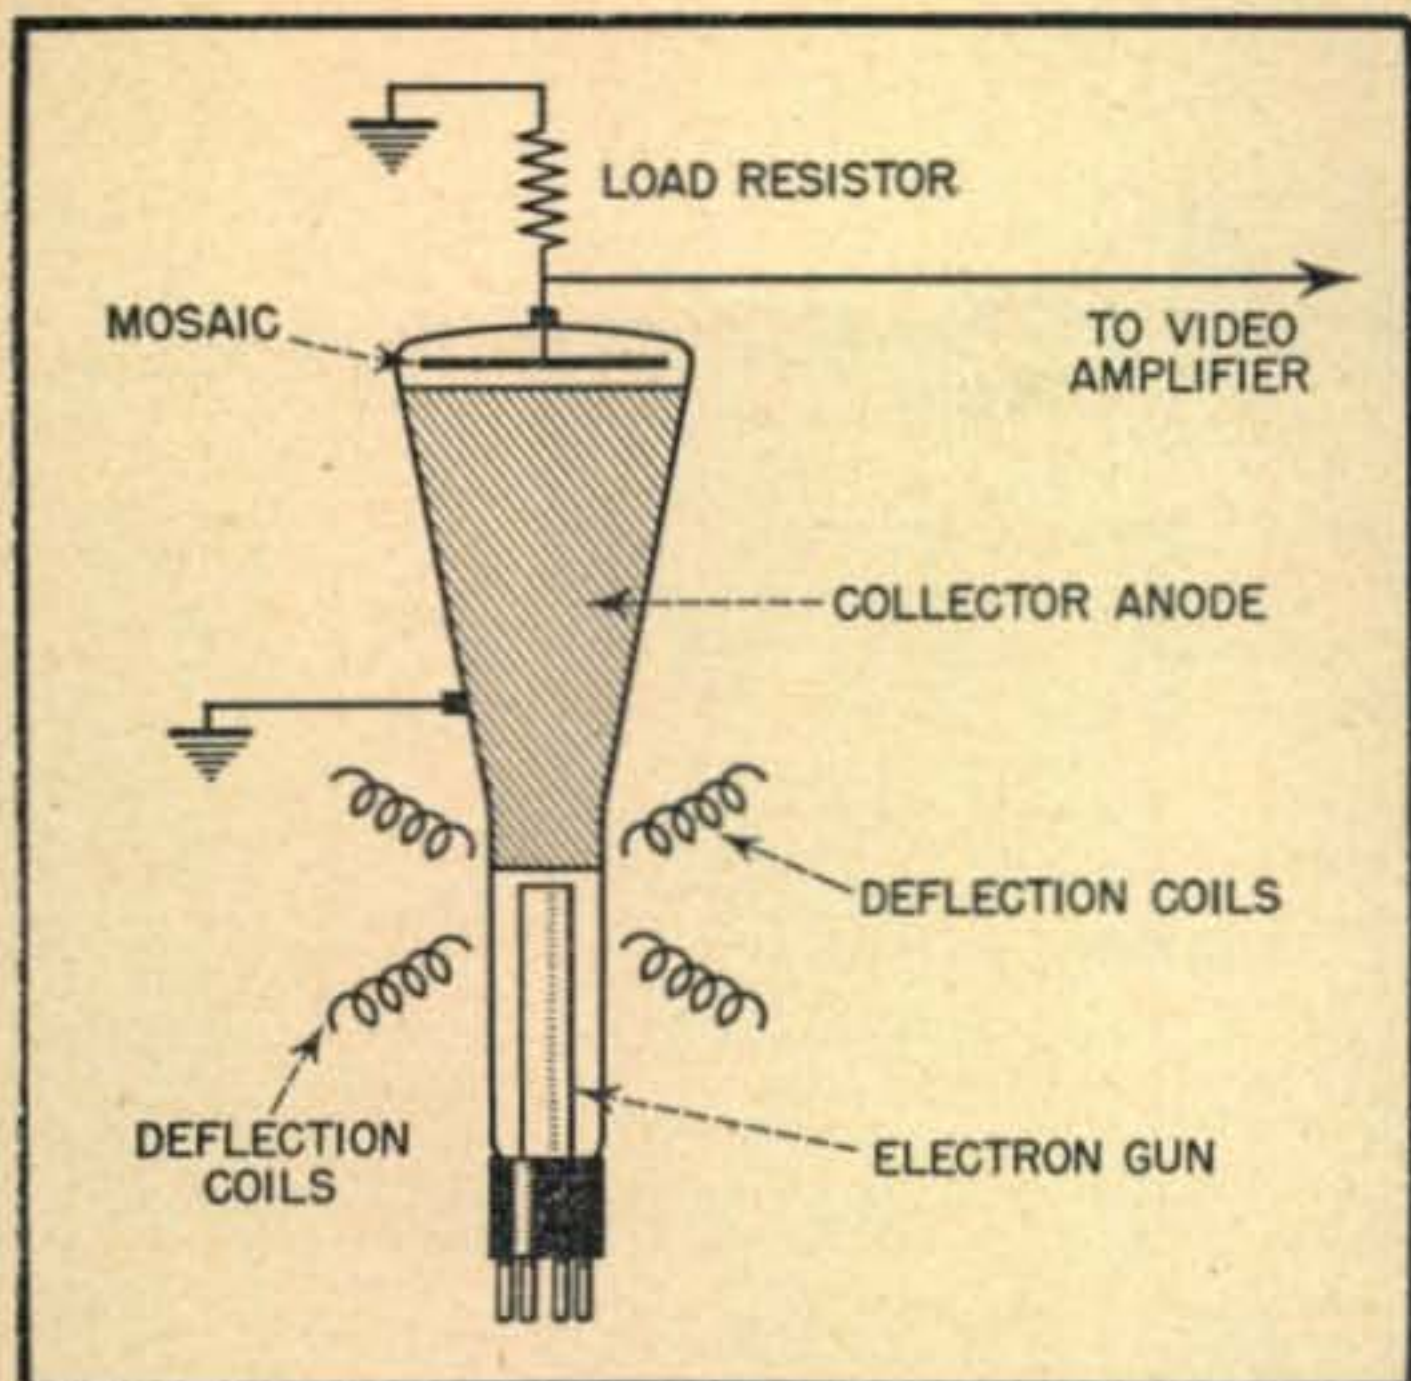 LOAD RESISTOR
MOSAIC
TO VIDEO
AMPLIFIER
COLLECTOR ANODE
DEFLECTION COILS
DEFLECTION
COILS
ELECTRON GUN